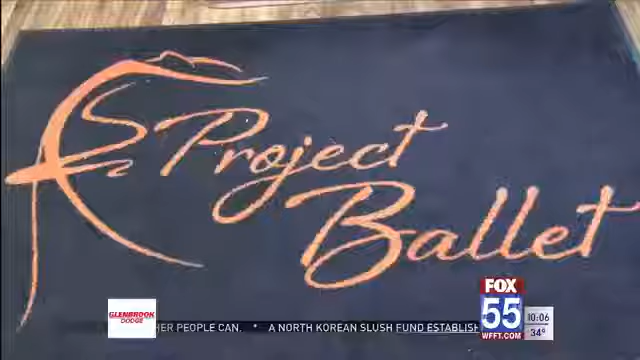 Project
Ballet
FOX
55
WFFT.COM
10:06
34°
GLENBROOK
DODGE
HER PEOPLE CAN. * A NORTH KOREAN SLUSH FUND ESTABLISH